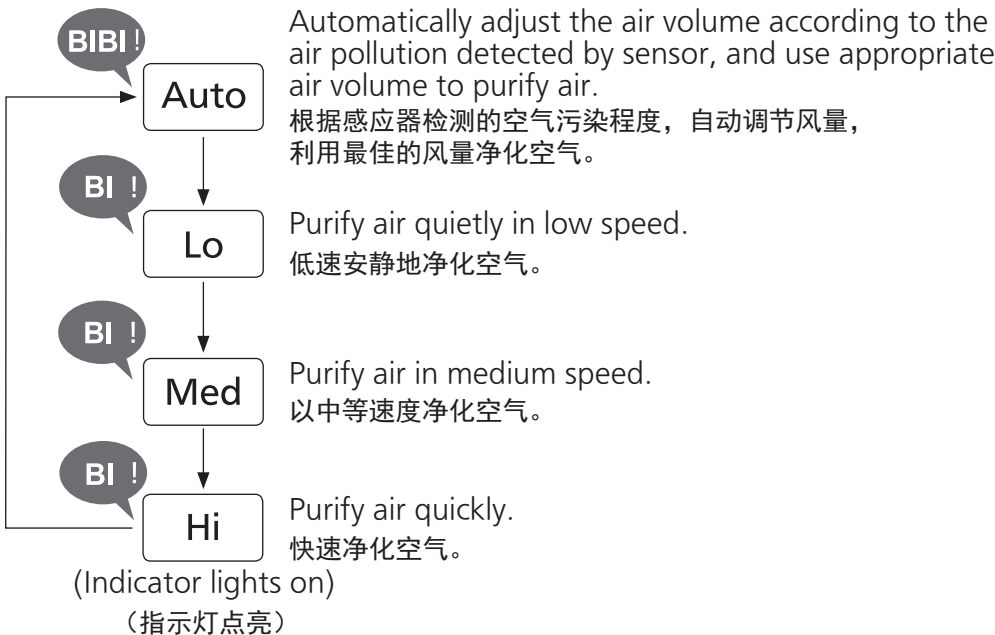 BIBI !
Auto
Automatically adjust the air volume according to the
air pollution detected by sensor, and use appropriate
air volume to purify air.
根据感应器检测的空气污染程度，自动调节风量，
利用最佳的风量净化空气。
BI !
Lo
Purify air quietly in low speed.
低速安静地净化空气。
BI !
Med
Purify air in medium speed.
以中等速度净化空气。
BI !
Hi
Purify air quickly.
快速净化空气。
(Indicator lights on)
（指示灯点亮）